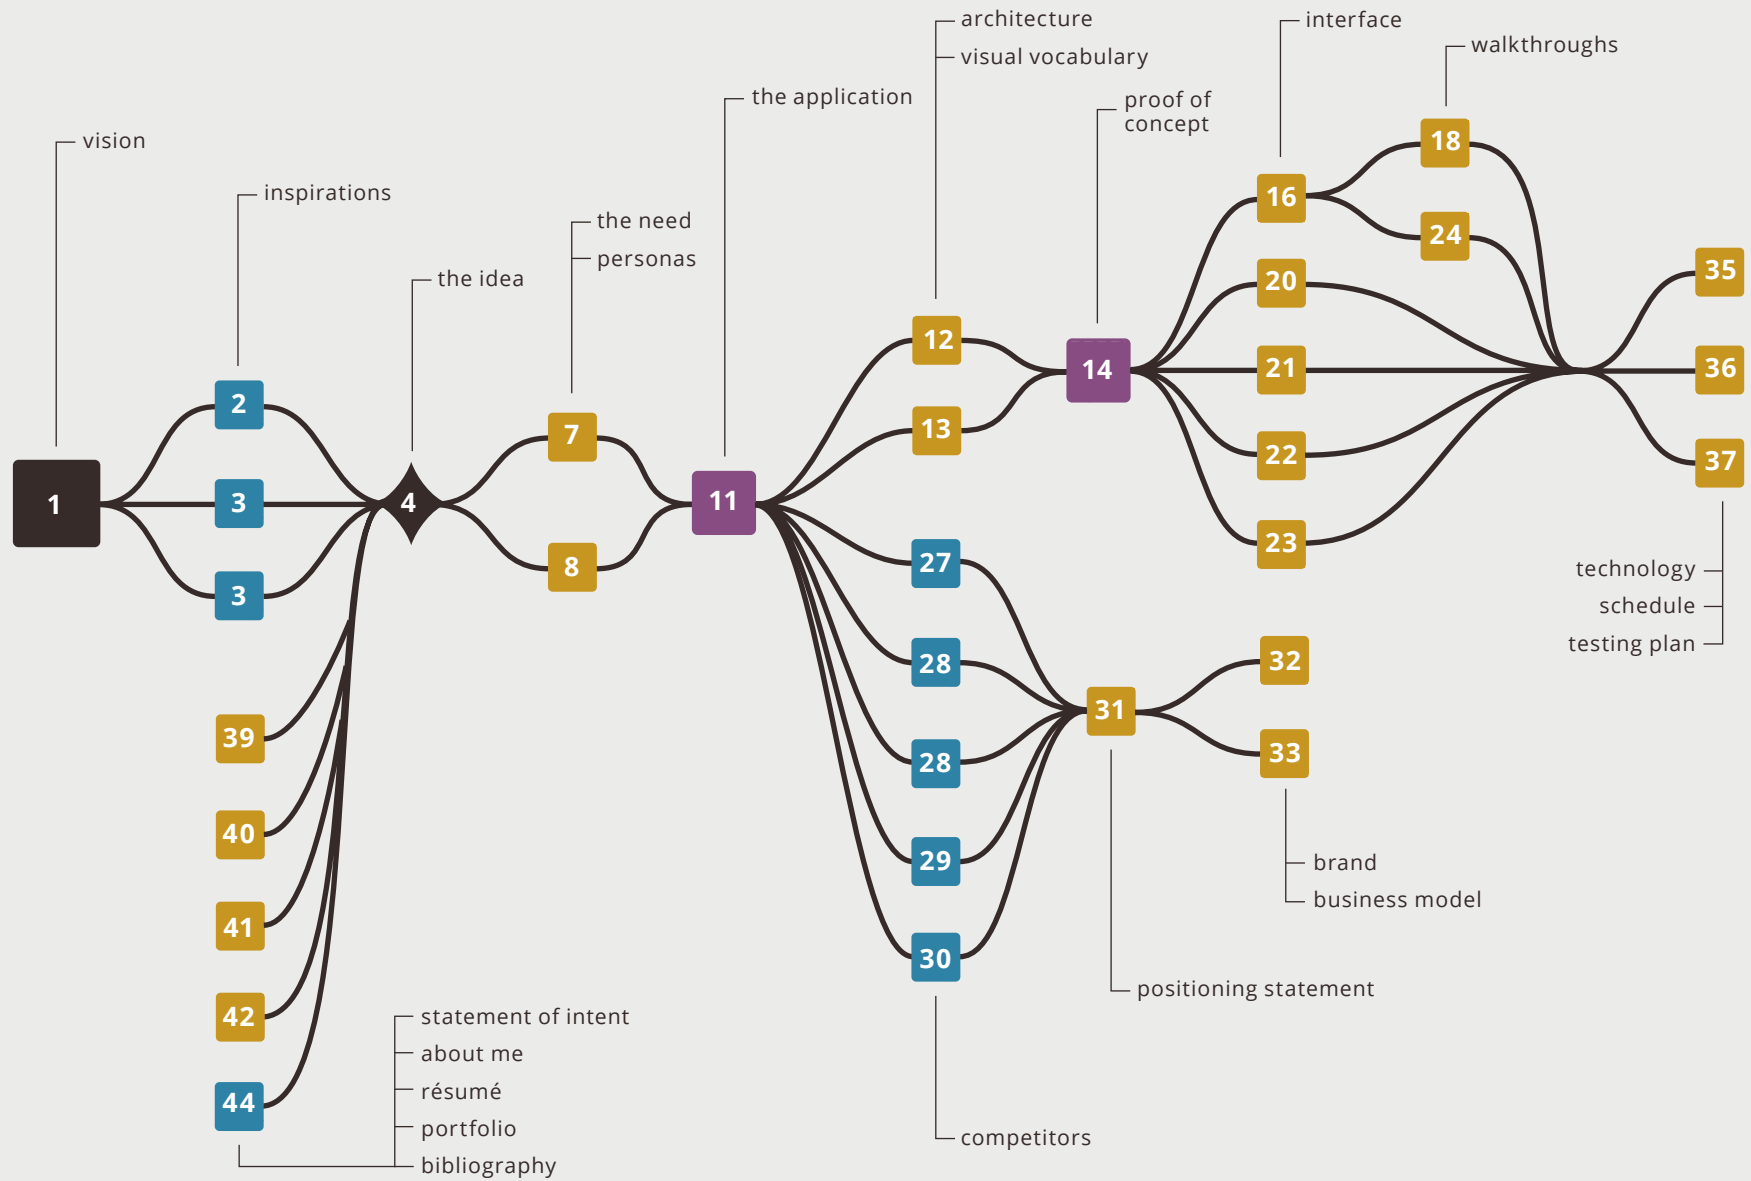 vision
1
inspirations
2
3
3
the idea
4
39
40
41
42
44
statement of intent
about me
résumé
portfolio
bibliography
the need
personas
7
8
the application
11
architecture
visual vocabulary
12
13
27
28
28
29
30
competitors
proof of
concept
14
31
positioning statement
interface
16
20
21
22
23
32
33
brand
business model
walkthroughs
18
24
35
36
37
technology
schedule
testing plan